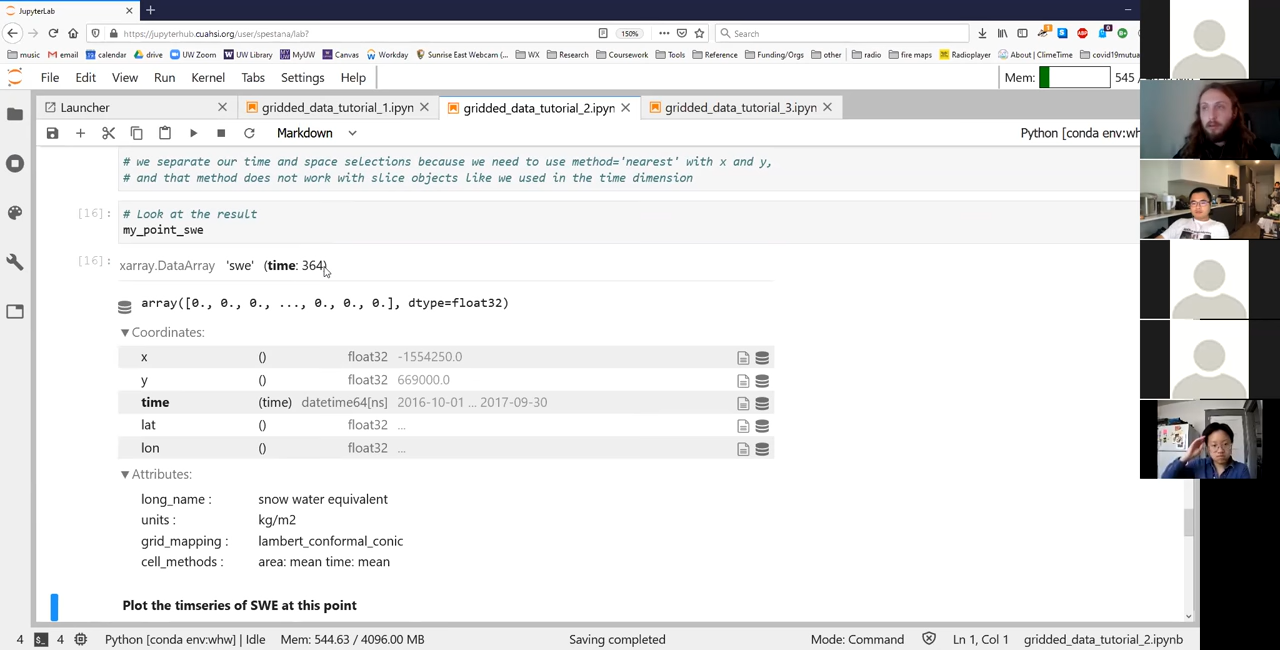 JupyterLab
https://jupyterhub.cuahsi.org/user/spestana/lab?
150%
Search
music
email
calendar
drive
UW Zoom
UW Library
MyUW
Canvas
Workday
Sunrise East Webcam (...
WX
Research
Coursework
Tools
Reference
Funding/Orgs
other
radio
fire maps
Radioplayer
About | ClimeTime
covid19mutua
File Edit View Run Kernel Tabs Settings Help
Mem: 545 /
Launcher
gridded_data_tutorial_1.ipyn
gridded_data_tutorial_2.ipyn
gridded_data_tutorial_3.ipyn
Markdown
Python [conda env:wh
# we separate our time and space selections because we need to use method='nearest' with x and y,
# and that method does not work with slice objects like we used in the time dimension
[16]: # Look at the result
my_point_swe
[16]: xarray.DataArray 'swe' (time: 364)
array([0., 0., 0., ..., 0., 0., 0.], dtype=float32)
▼Coordinates:
x () float32 -1554250.0
y () float32 669000.0
time (time) datetime64[ns] 2016-10-01 ... 2017-09-30
lat () float32 ...
lon () float32 ...
▼Attributes:
long_name : snow water equivalent
units : kg/m2
grid_mapping : lambert_conformal_conic
cell_methods : area: mean time: mean
Plot the timseries of SWE at this point
4 4 Python [conda env:whw] | Idle Mem: 544.63 / 4096.00 MB Saving completed Mode: Command Ln 1, Col 1 gridded_data_tutorial_2.ipynb